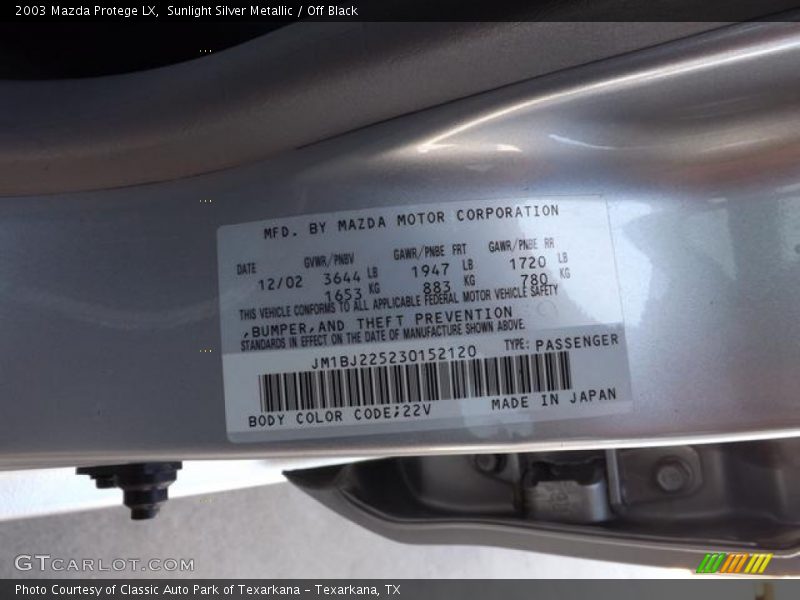 2003 Mazda Protege LX, Sunlight Silver Metallic / Off Black
MFD. BY MAZDA MOTOR CORPORATION
DATE GVWR/PNBV GAWR/PNBE FRT GAWR/PNBE RR
12/02 3644 LB 1947 LB 1720 LB
1653 KG 883 KG 780 KG
THIS VEHICLE CONFORMS TO ALL APPLICABLE FEDERAL MOTOR VEHICLE SAFETY
,BUMPER,AND THEFT PREVENTION
STANDARDS IN EFFECT ON THE DATE OF MANUFACTURE SHOWN ABOVE.
JM1BJ225230152120 TYPE: PASSENGER
BODY COLOR CODE;22V MADE IN JAPAN
GTCARLOT.COM
Photo Courtesy of Classic Auto Park of Texarkana – Texarkana, TX